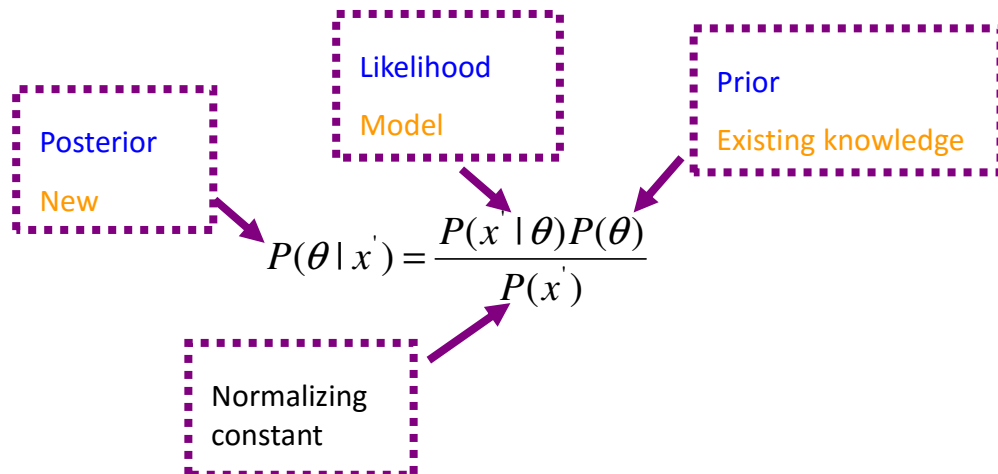 Likelihood
Model
Prior
Existing knowledge
Posterior
New
P(θ | x') = P(x' | θ)P(θ) / P(x')
Normalizing
constant